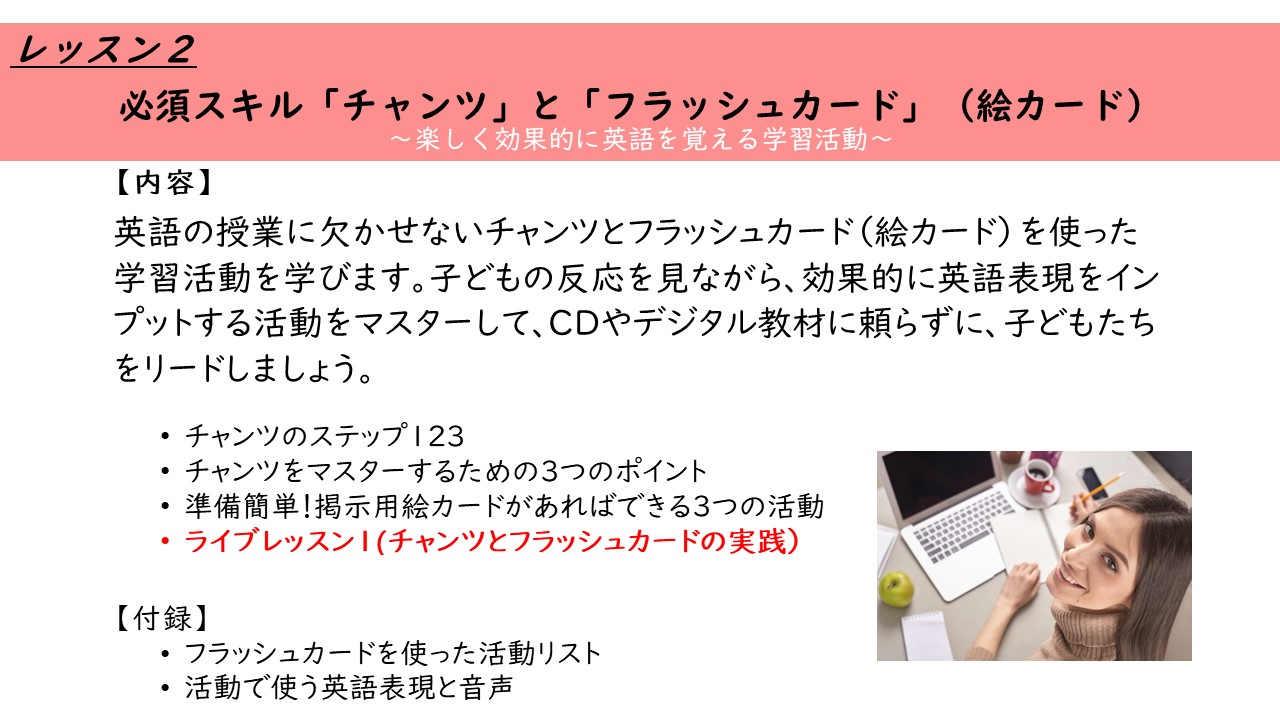 レッスン２
必須スキル「チャンツ」と「フラッシュカード」（絵カード）
～楽しく効果的に英語を覚える学習活動～
【内容】
英語の授業に欠かせないチャンツとフラッシュカード（絵カード）を使った
学習活動を学びます。子どもの反応を見ながら、効果的に英語表現をイン
プットする活動をマスターして、CDやデジタル教材に頼らずに、子どもたち
をリードしましょう。
• チャンツのステップ123
• チャンツをマスターするための3つのポイント
• 準備簡単！掲示用絵カードがあればできる3つの活動
• ライブレッスン1(チャンツとフラッシュカードの実践）
【付録】
• フラッシュカードを使った活動リスト
• 活動で使う英語表現と音声